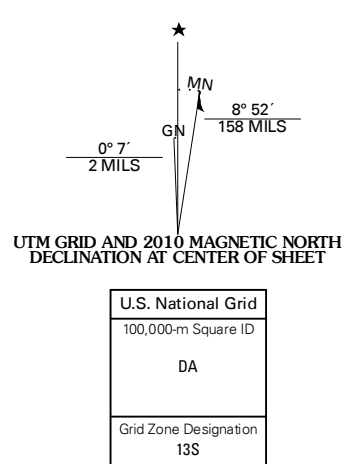 ★
MN
8° 52´
158 MILS
GN
0° 7´
2 MILS
UTM GRID AND 2010 MAGNETIC NORTH
DECLINATION AT CENTER OF SHEET
U.S. National Grid
100,000-m Square ID
DA
Grid Zone Designation
13S